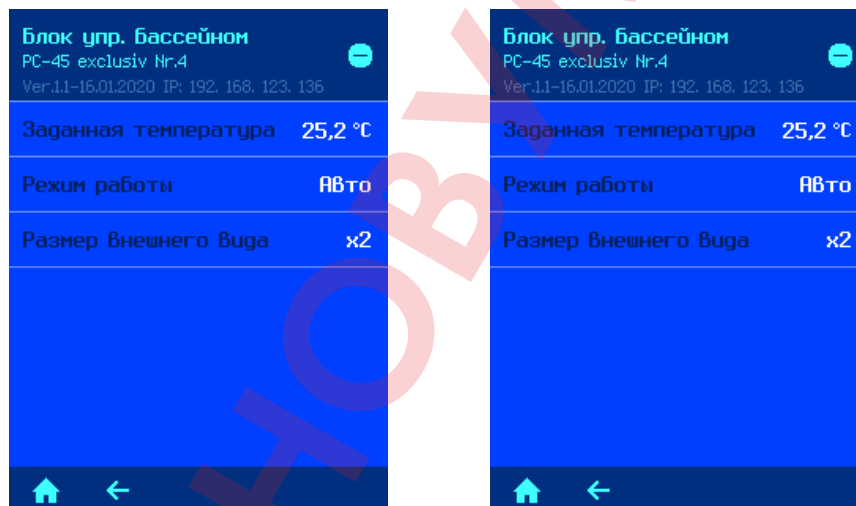 Блок упр. бассейном
PC-45 exclusiv Nr.4
Ver.1.1-16.01.2020 IP: 192. 168. 123. 136
Заданная температура 25,2 °C
Режим работы Авто
Размер внешнего вида x2
Блок упр. бассейном
PC-45 exclusiv Nr.4
Ver.1.1-16.01.2020 IP: 192. 168. 123. 136
Заданная температура 25,2 °C
Режим работы Авто
Размер внешнего вида x2